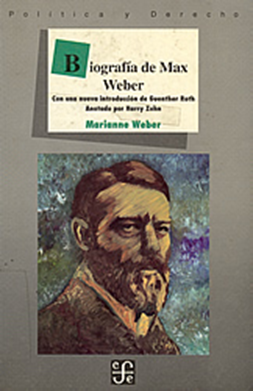 Política y Derecho
Biografía de Max
Weber
Con una nueva introducción de Guenther Roth
Anotada por Harry Zohn
Marianne Weber